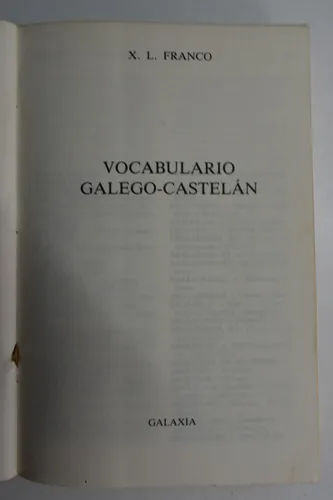 X. L. FRANCO
VOCABULARIO
GALEGO-CASTELÁN
GALAXIA